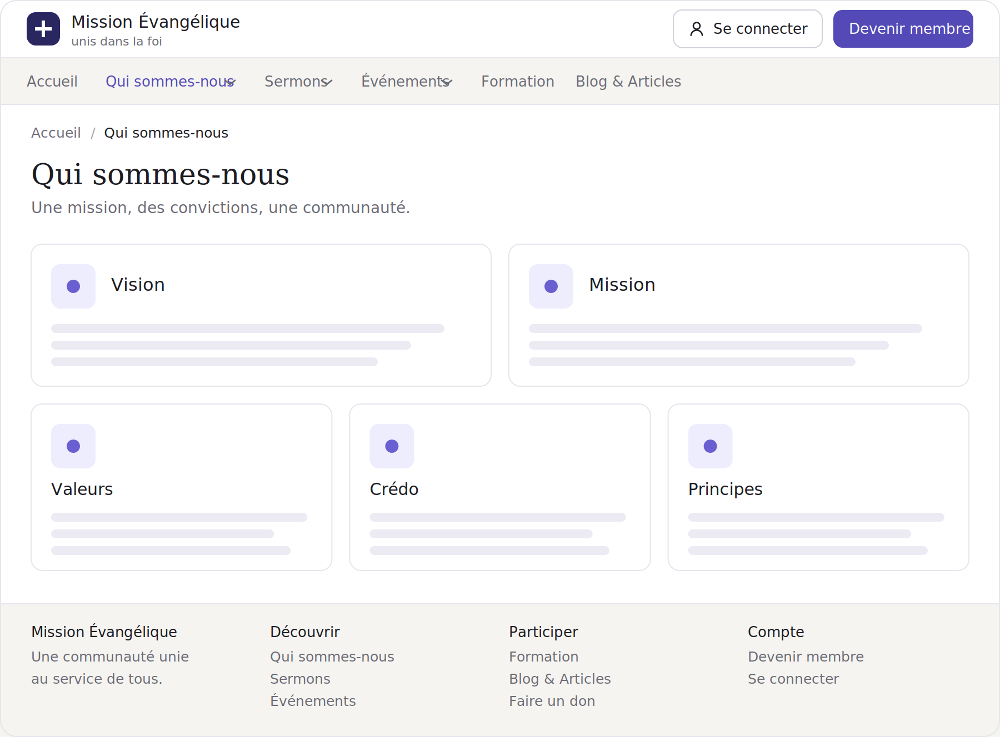 Mission Évangélique
unis dans la foi
Se connecter
Devenir membre
Accueil
Qui sommes-nous
Sermons
Événements
Formation
Blog & Articles
Accueil / Qui sommes-nous
Qui sommes-nous
Une mission, des convictions, une communauté.
Vision
Mission
Valeurs
Crédo
Principes
Mission Évangélique
Une communauté unie
au service de tous.
Découvrir
Qui sommes-nous
Sermons
Événements
Participer
Formation
Blog & Articles
Faire un don
Compte
Devenir membre
Se connecter